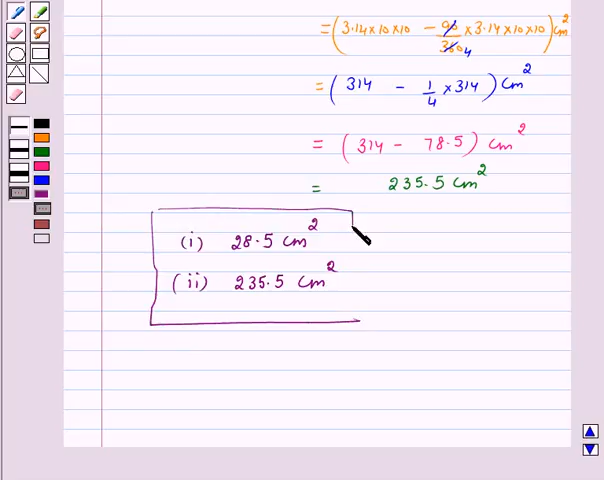 = (3.14×10×10 - 90/360 4 ×3.14×10×10) cm²
= (314 - 1/4 ×314) cm²
= (314 - 78.5) cm²
= 235.5 cm²
(i) 28.5 cm²
(ii) 235.5 cm²